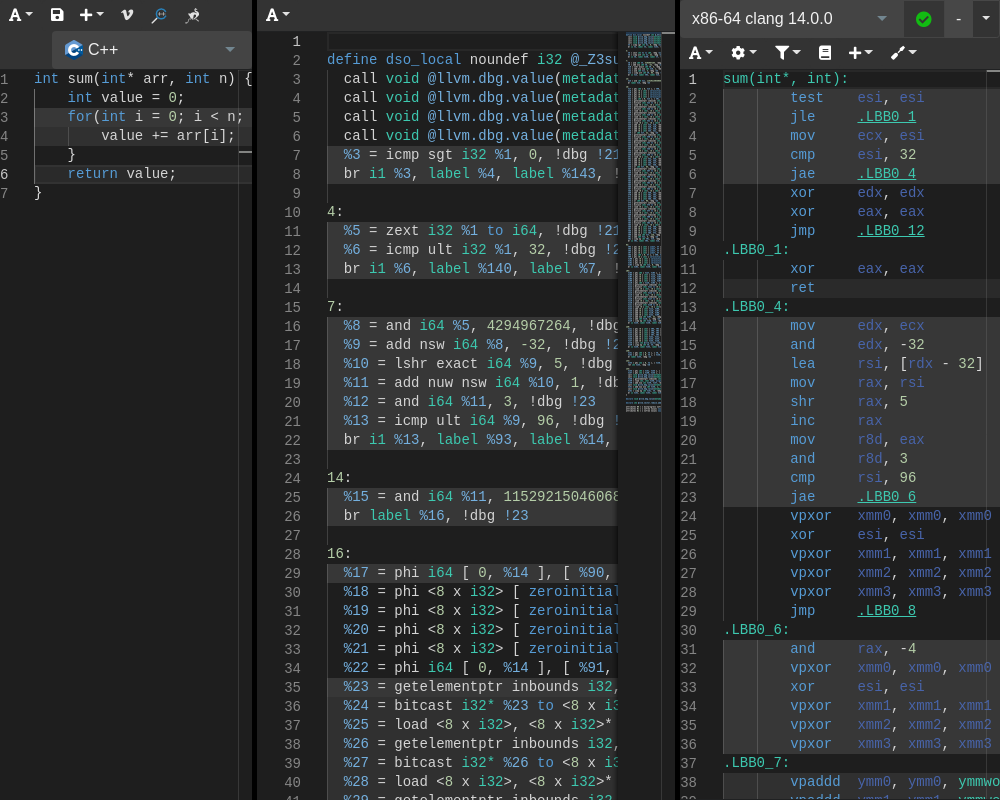 A
A
x86-64 clang 14.0.0
-
C++
A
1 int sum(int* arr, int n) {
2 int value = 0;
3 for(int i = 0; i < n;
4 value += arr[i];
5 }
6 return value;
7 }
1
2 define dso_local noundef i32 @_Z3su
3 call void @llvm.dbg.value(metadat
4 call void @llvm.dbg.value(metadat
5 call void @llvm.dbg.value(metadat
6 call void @llvm.dbg.value(metadat
7 %3 = icmp sgt i32 %1, 0, !dbg !21
8 br i1 %3, label %4, label %143, !
9
10 4:
11 %5 = zext i32 %1 to i64, !dbg !21
12 %6 = icmp ult i32 %1, 32, !dbg !2
13 br i1 %6, label %140, label %7, !
14
15 7:
16 %8 = and i64 %5, 4294967264, !dbg
17 %9 = add nsw i64 %8, -32, !dbg !2
18 %10 = lshr exact i64 %9, 5, !dbg
19 %11 = add nuw nsw i64 %10, 1, !db
20 %12 = and i64 %11, 3, !dbg !23
21 %13 = icmp ult i64 %9, 96, !dbg !
22 br i1 %13, label %93, label %14,
23
24 14:
25 %15 = and i64 %11, 11529215046068
26 br label %16, !dbg !23
27
28 16:
29 %17 = phi i64 [ 0, %14 ], [ %90,
30 %18 = phi <8 x i32> [ zeroinitial
31 %19 = phi <8 x i32> [ zeroinitial
32 %20 = phi <8 x i32> [ zeroinitial
33 %21 = phi <8 x i32> [ zeroinitial
34 %22 = phi i64 [ 0, %14 ], [ %91,
35 %23 = getelementptr inbounds i32,
36 %24 = bitcast i32* %23 to <8 x i3
37 %25 = load <8 x i32>, <8 x i32>*
38 %26 = getelementptr inbounds i32,
39 %27 = bitcast i32* %26 to <8 x i3
40 %28 = load <8 x i32>, <8 x i32>*
41 %29 = getelementptr inbounds i32
1 sum(int*, int):
2 test esi, esi
3 jle .LBB0_1
4 mov ecx, esi
5 cmp esi, 32
6 jae .LBB0_4
7 xor edx, edx
8 xor eax, eax
9 jmp .LBB0_12
10 .LBB0_1:
11 xor eax, eax
12 ret
13 .LBB0_4:
14 mov edx, ecx
15 and edx, -32
16 lea rsi, [rdx - 32]
17 mov rax, rsi
18 shr rax, 5
19 inc rax
20 mov r8d, eax
21 and r8d, 3
22 cmp rsi, 96
23 jae .LBB0_6
24 vpxor xmm0, xmm0, xmm0
25 xor esi, esi
26 vpxor xmm1, xmm1, xmm1
27 vpxor xmm2, xmm2, xmm2
28 vpxor xmm3, xmm3, xmm3
29 jmp .LBB0_8
30 .LBB0_6:
31 and rax, -4
32 vpxor xmm0, xmm0, xmm0
33 xor esi, esi
34 vpxor xmm1, xmm1, xmm1
35 vpxor xmm2, xmm2, xmm2
36 vpxor xmm3, xmm3, xmm3
37 .LBB0_7:
38 vpaddd ymm0, ymm0, ymmwo